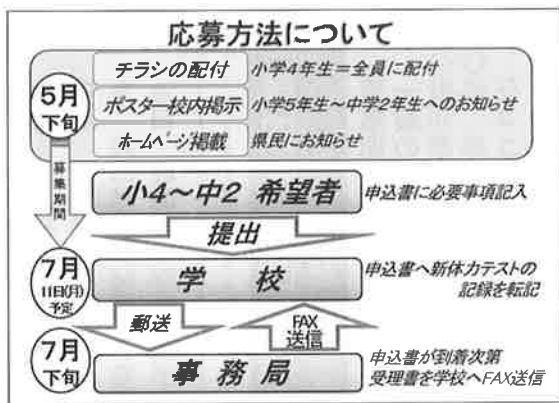 応募方法について
5月
下旬
チラシの配付 小学4年生=全員に配付
ポスター校内掲示 小学5年生~中学2年生へのお知らせ
ホームページ掲載 県民にお知らせ
募集期間
小4~中2 希望者 申込書に必要事項記入
提出
7月
11日(月)
予定
学校 申込書へ新体力テストの
記録を転記
郵送
FAX
送信
7月
下旬
事務局 申込書が到着次第
受理書を学校へFAX送信